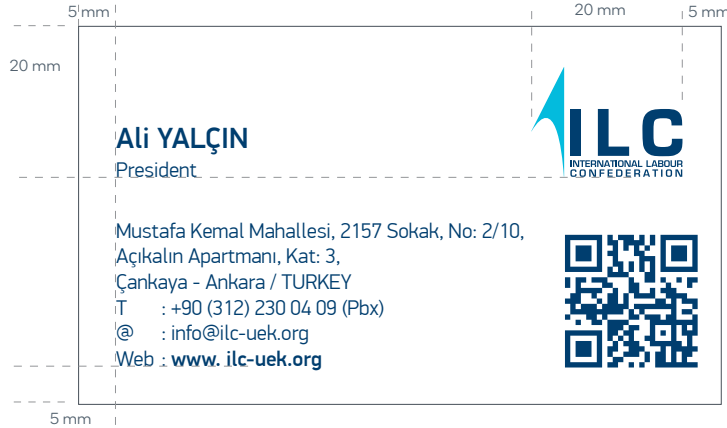 5 mm
20 mm
5 mm
20 mm
Ali YALÇIN
President
ILC
INTERNATIONAL LABOUR
CONFEDERATION
Mustafa Kemal Mahallesi, 2157 Sokak, No: 2/10,
Açıkalın Apartmanı, Kat: 3,
Çankaya - Ankara / TURKEY
T : +90 (312) 230 04 09 (Pbx)
@ : info@ilc-uek.org
Web : www. ilc-uek.org
5 mm